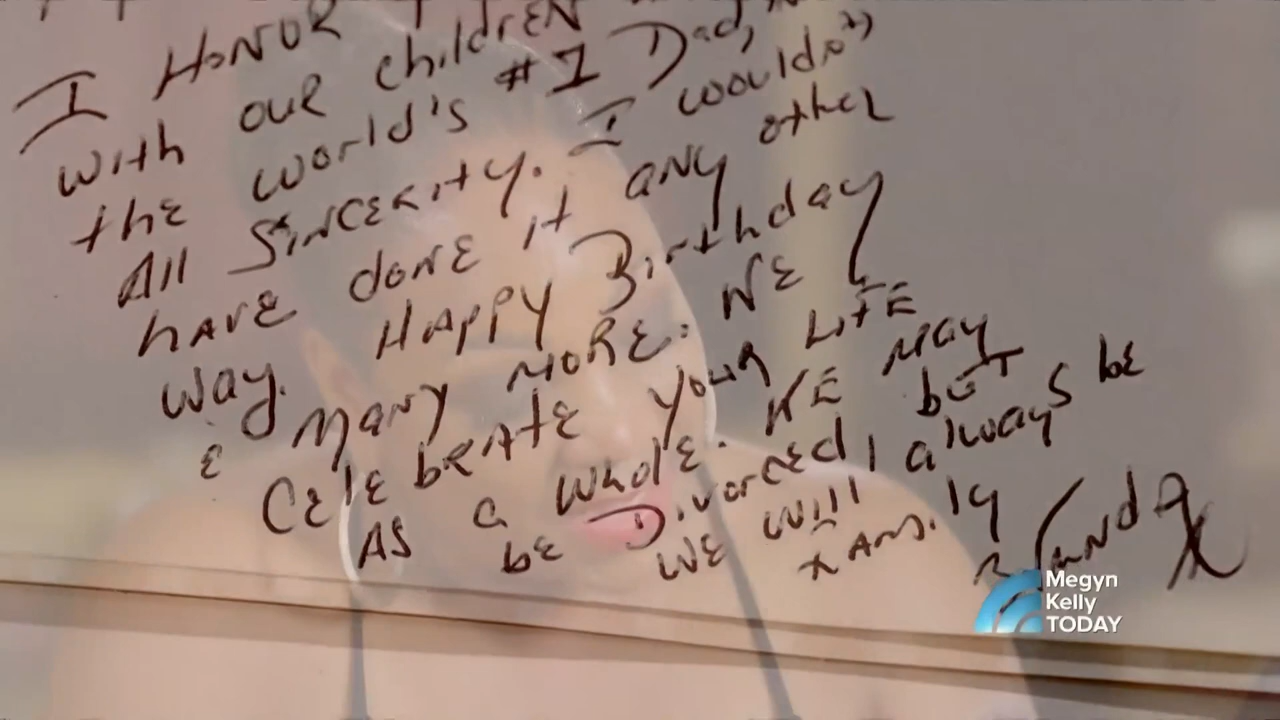 I HONOR
with our children
the world's #1 Dad,
All SINCERITY. I wouldn't
have done it any other
way. HAPPY Birthday
& many MORE. WE
CElEbRATE your LIFE
AS a whole. WE MAY
bE Divorced but
WE will always be
FAmily
Megyn
Kelly
TODAY